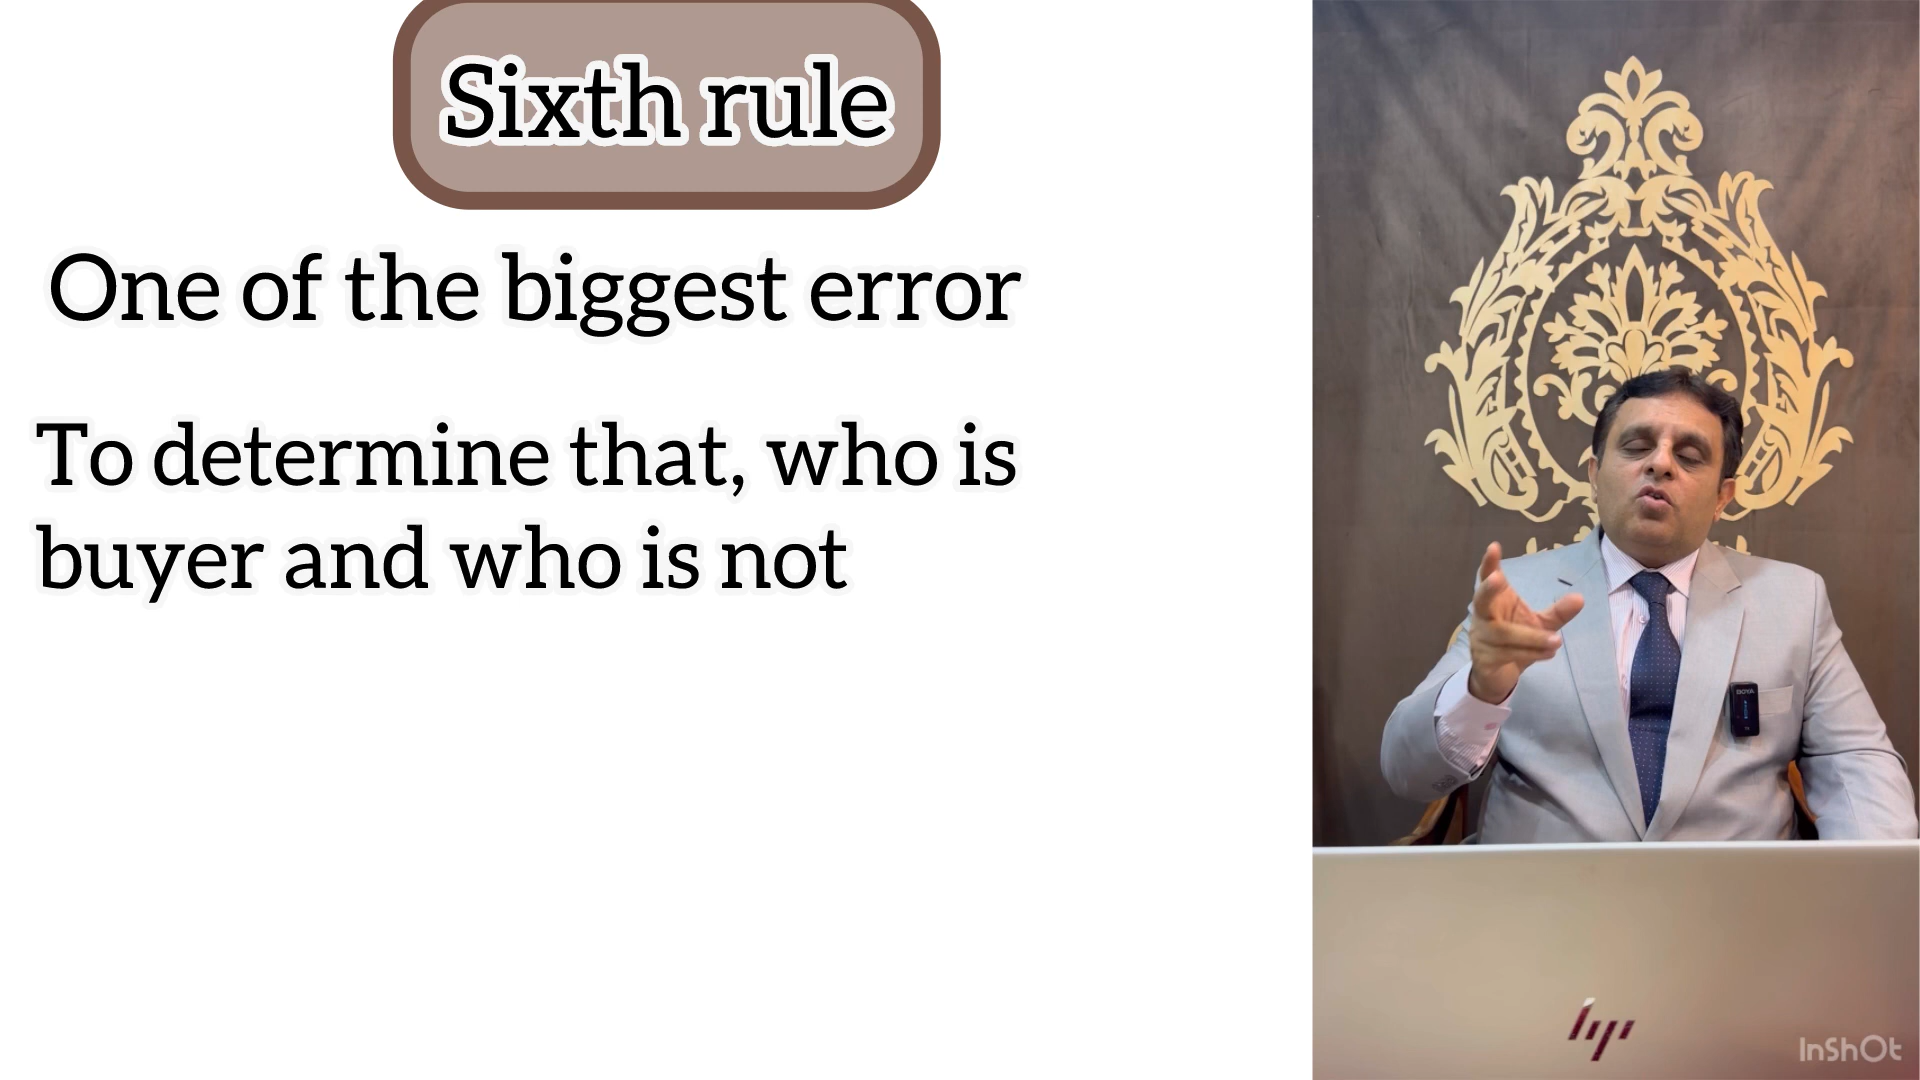 Sixth rule
One of the biggest error
To determine that, who is
buyer and who is not
BOYA
hp
InShOt